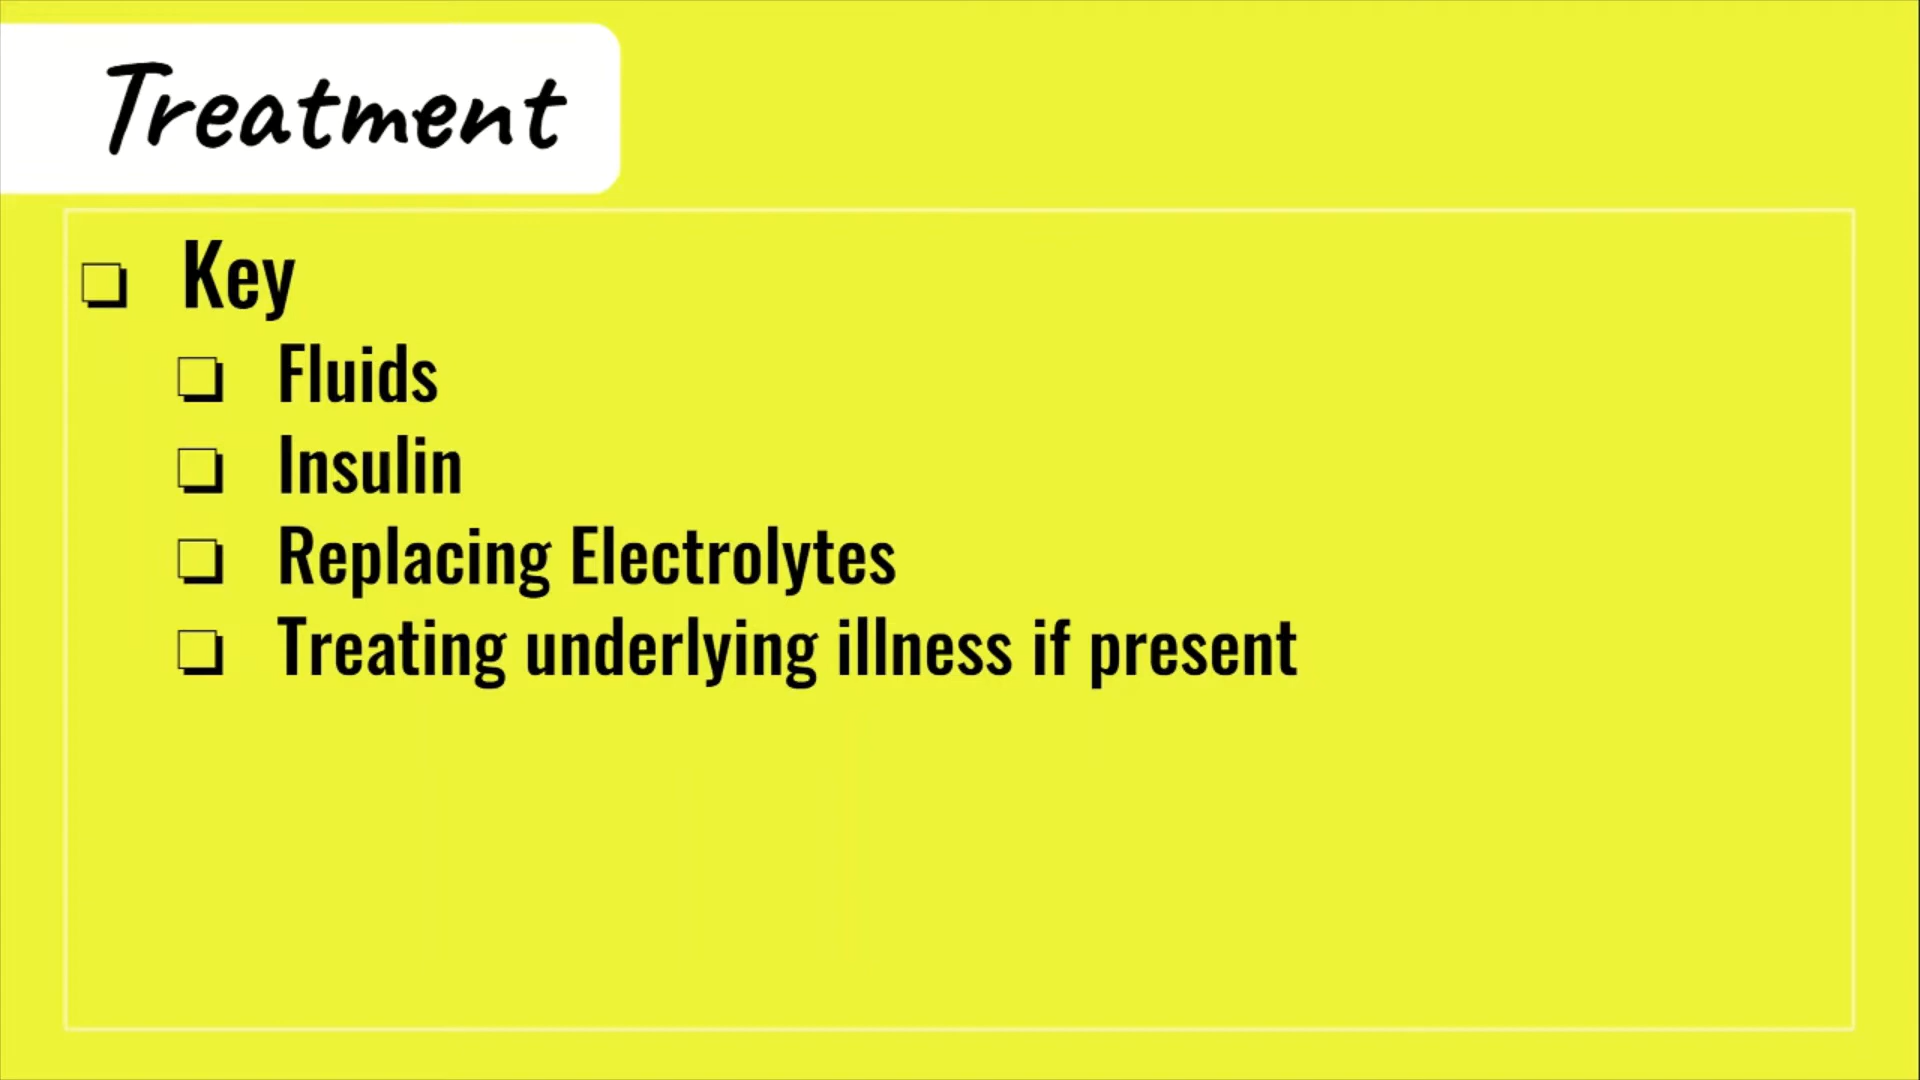 Treatment
❏ Key
❏ Fluids
❏ Insulin
❏ Replacing Electrolytes
❏ Treating underlying illness if present